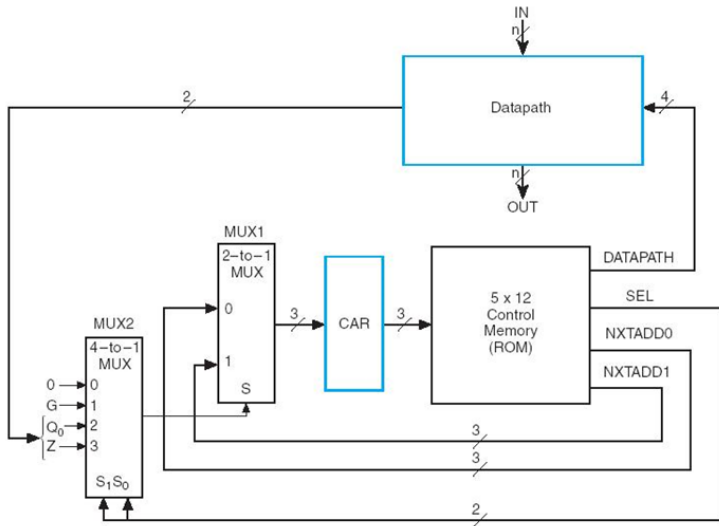 IN
n
2
Datapath
4
n
OUT
MUX1
2-to-1
MUX
0
1
S
3
CAR
3
5 x 12
Control
Memory
(ROM)
DATAPATH
SEL
NXTADD0
NXTADD1
MUX2
4-to-1
MUX
0 0
G 1
Q0 2
Z 3
S1S0
3
3
2